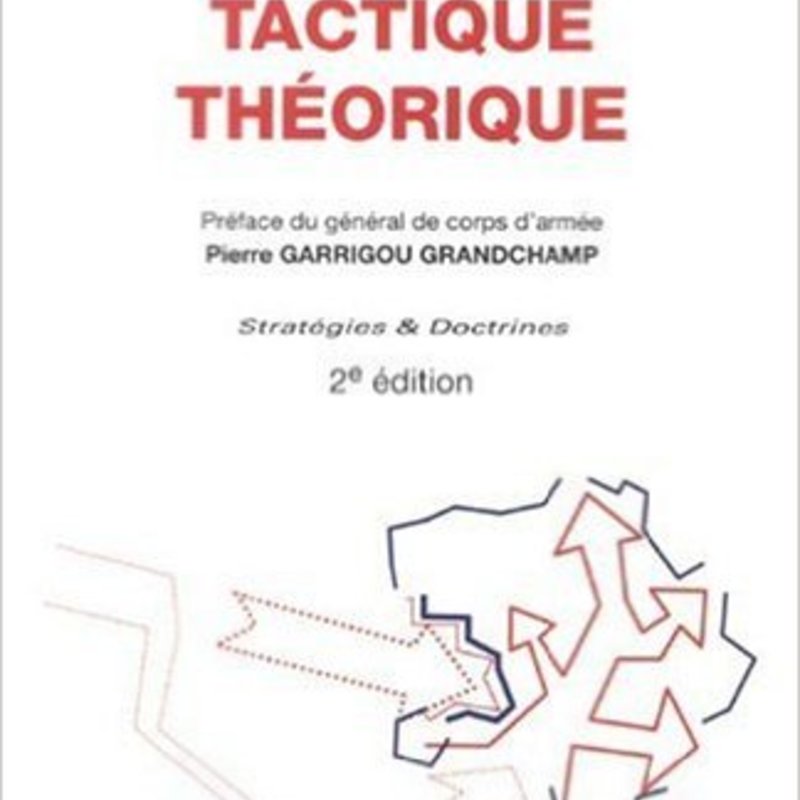 TACTIQUE
THÉORIQUE
Préface du général de corps d'armée
Pierre GARRIGOU GRANDCHAMP
Stratégies & Doctrines
2e édition